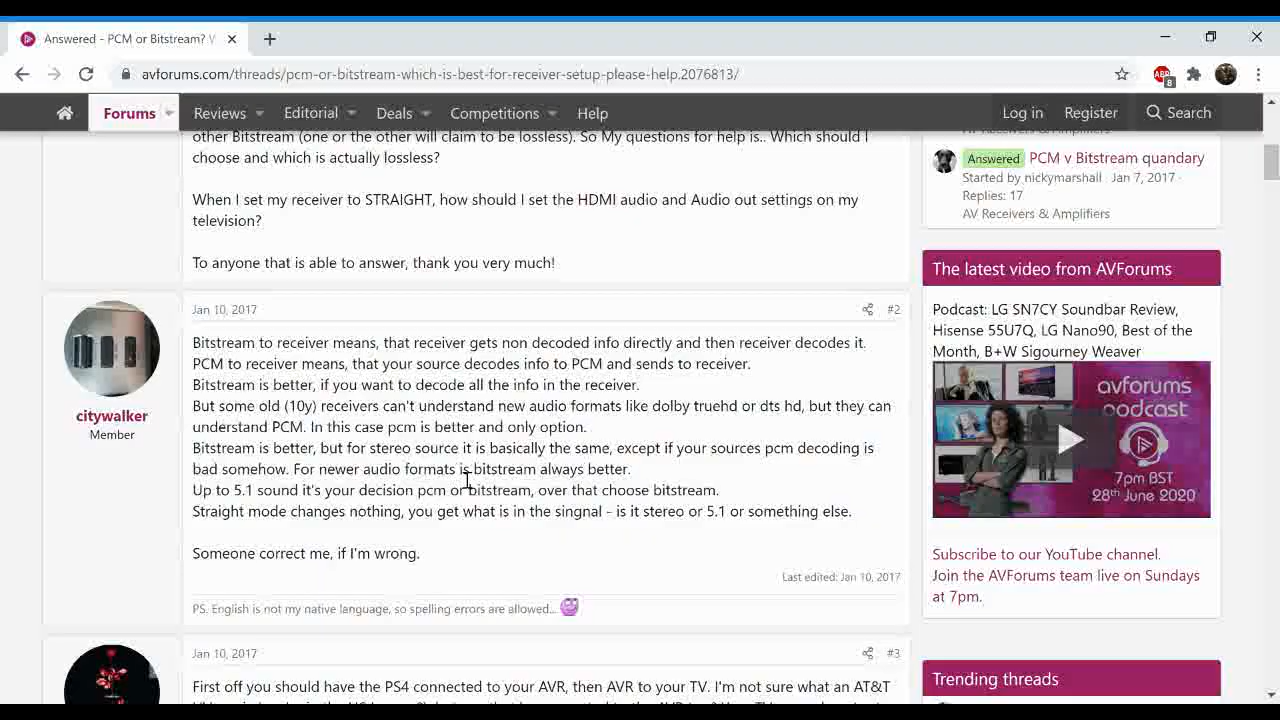 Answered - PCM or Bitstream?
avforums.com/threads/pcm-or-bitstream-which-is-best-for-receiver-setup-please-help.2076813/
ABP
8
Forums
Reviews
Editorial
Deals
Competitions
Help
Log in
Register
Search
other Bitstream (one or the other will claim to be lossless). So My questions for help is.. Which should I
choose and which is actually lossless?
When I set my receiver to STRAIGHT, how should I set the HDMI audio and Audio out settings on my
television?
To anyone that is able to answer, thank you very much!
citywalker
Member
Jan 10, 2017
#2
Bitstream to receiver means, that receiver gets non decoded info directly and then receiver decodes it.
PCM to receiver means, that your source decodes info to PCM and sends to receiver.
Bitstream is better, if you want to decode all the info in the receiver.
But some old (10y) receivers can't understand new audio formats like dolby truehd or dts hd, but they can
understand PCM. In this case pcm is better and only option.
Bitstream is better, but for stereo source it is basically the same, except if your sources pcm decoding is
bad somehow. For newer audio formats is bitstream always better.
Up to 5.1 sound it's your decision pcm or bitstream, over that choose bitstream.
Straight mode changes nothing, you get what is in the singnal - is it stereo or 5.1 or something else.
Someone correct me, if I'm wrong.
Last edited: Jan 10, 2017
PS. English is not my native language, so spelling errors are allowed...
Jan 10, 2017
#3
First off you should have the PS4 connected to your AVR, then AVR to your TV. I'm not sure what an AT&T
AV Receivers & Amplifiers
Answered PCM v Bitstream quandary
Started by nickymarshall · Jan 7, 2017 ·
Replies: 17
AV Receivers & Amplifiers
The latest video from AVForums
Podcast: LG SN7CY Soundbar Review,
Hisense 55U7Q, LG Nano90, Best of the
Month, B+W Sigourney Weaver
avforums
podcast
7pm BST
28th June 2020
Subscribe to our YouTube channel.
Join the AVForums team live on Sundays
at 7pm.
Trending threads